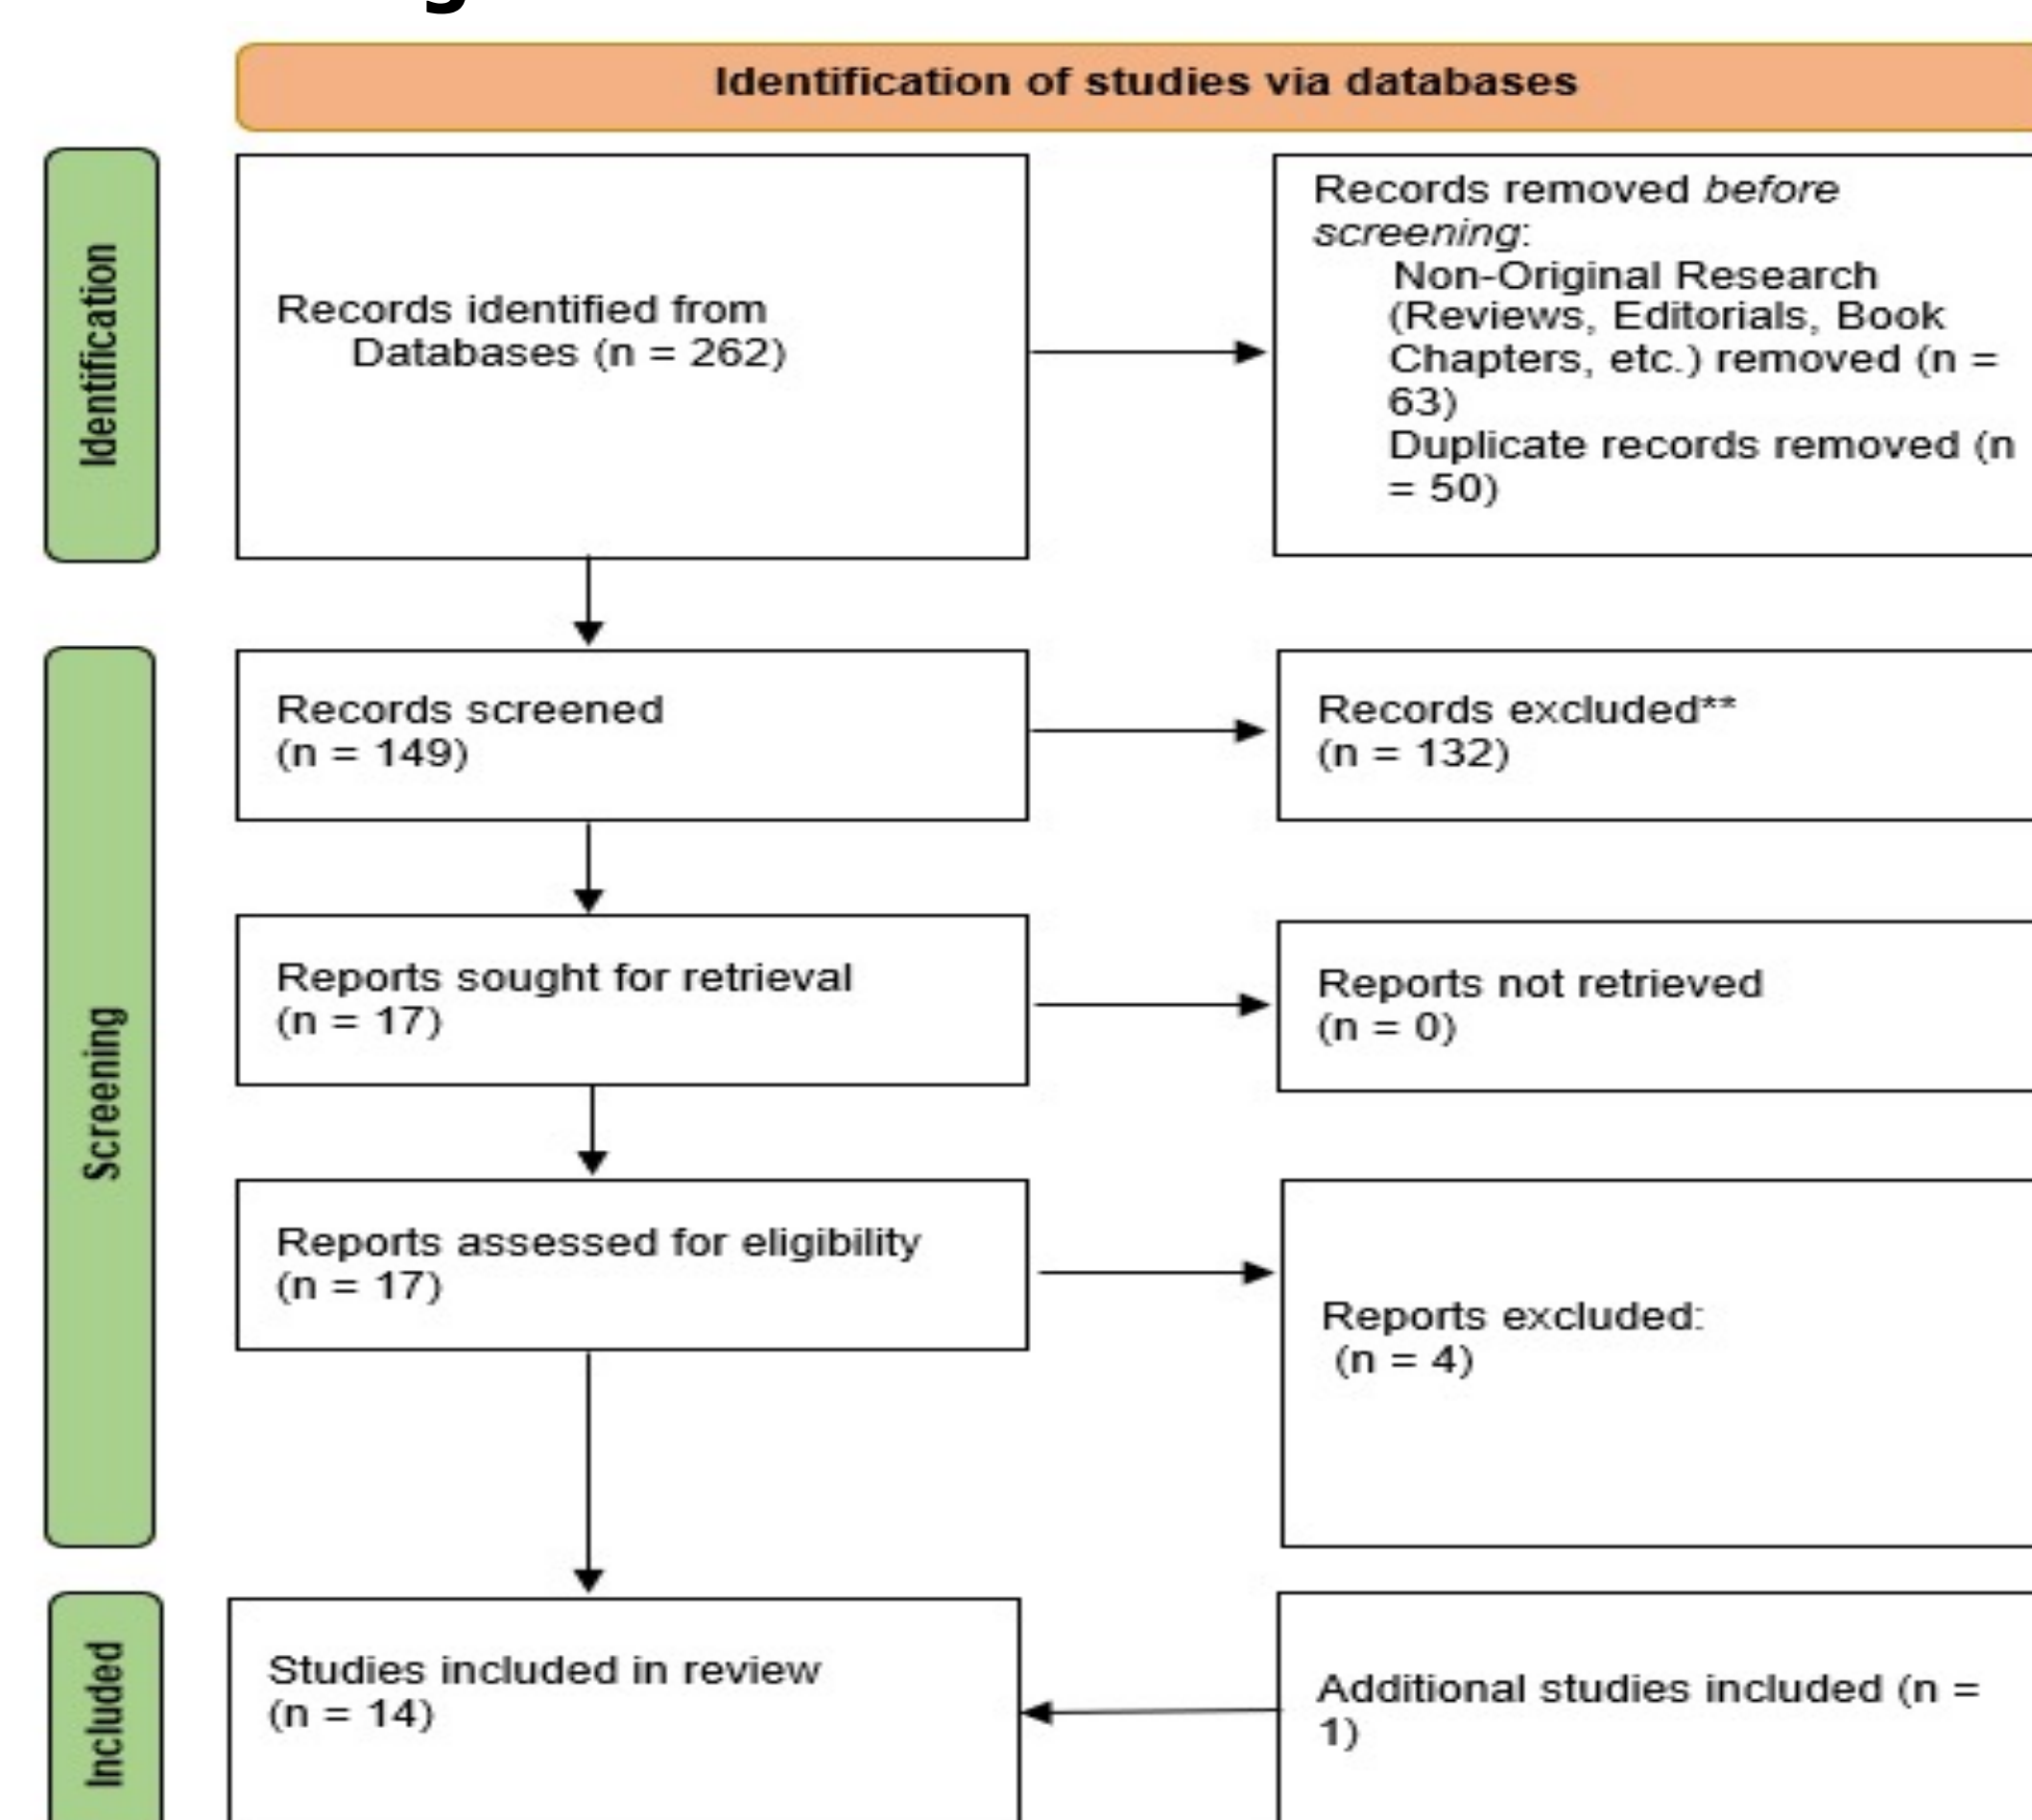 Identification of studies via databases
Identification
Records identified from
Databases (n = 262)
Records removed before
screening:
Non-Original Research
(Reviews, Editorials, Book
Chapters, etc.) removed (n =
63)
Duplicate records removed (n
= 50)
Screening
Records screened
(n = 149)
Records excluded**
(n = 132)
Reports sought for retrieval
(n = 17)
Reports not retrieved
(n = 0)
Reports assessed for eligibility
(n = 17)
Reports excluded:
(n = 4)
Included
Studies included in review
(n = 14)
Additional studies included (n =
1)